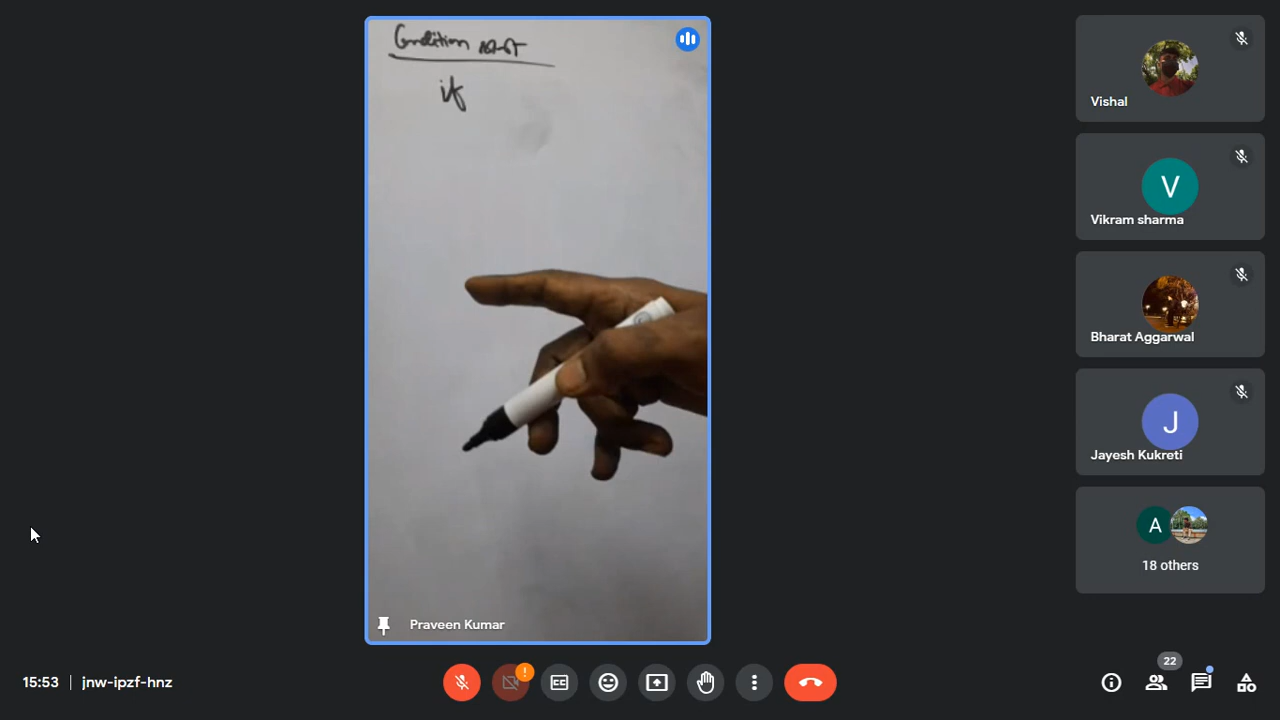 Condition
if
Praveen Kumar
Vishal
V
Vikram sharma
Bharat Aggarwal
J
Jayesh Kukreti
A
18 others
15:53 | jnw-ipzf-hnz
!
22